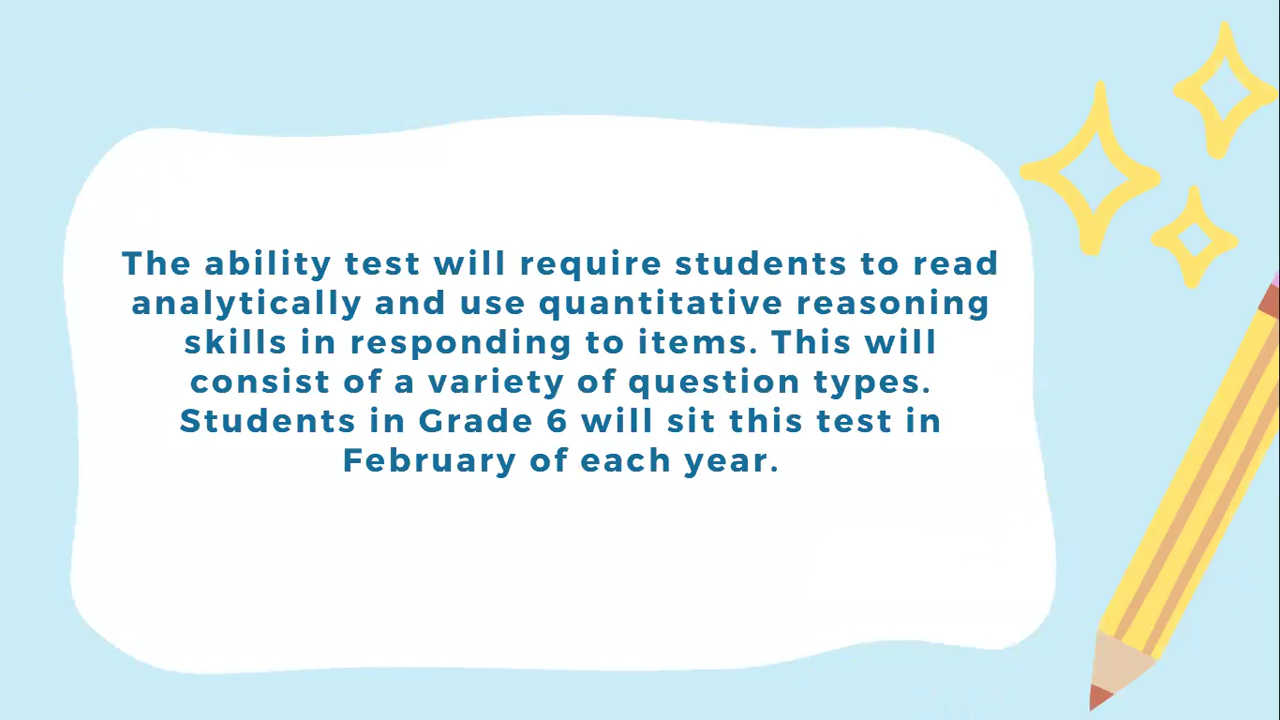 The ability test will require students to read
analytically and use quantitative reasoning
skills in responding to items. This will
consist of a variety of question types.
Students in Grade 6 will sit this test in
February of each year.